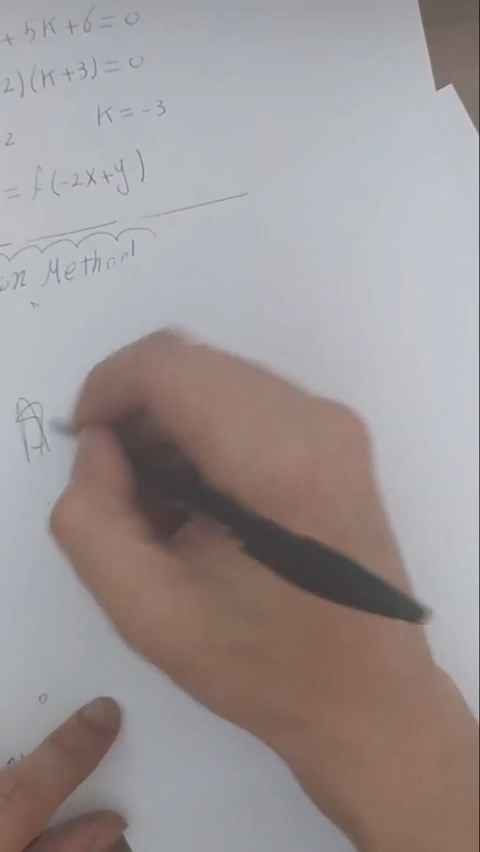 + 5K + 6 = 0
2)(K+3) = 0
-2 K = -3
= f(-2x+y)
on Method